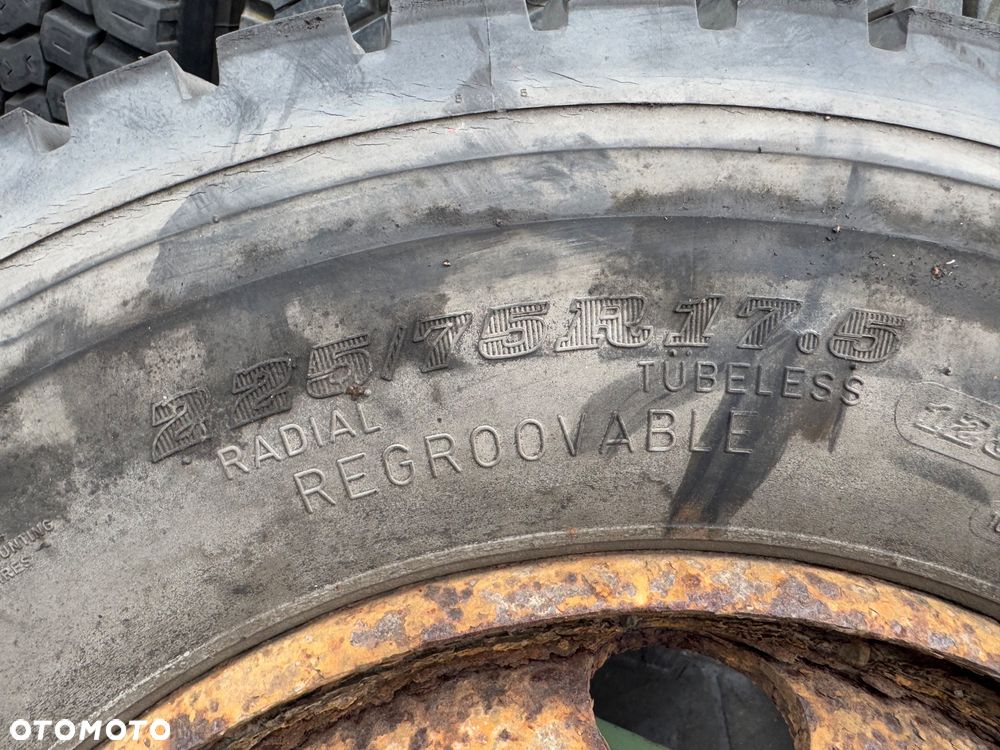 225/75R17.5
TUBELESS
RADIAL
REGROOVABLE
OTOMOTO